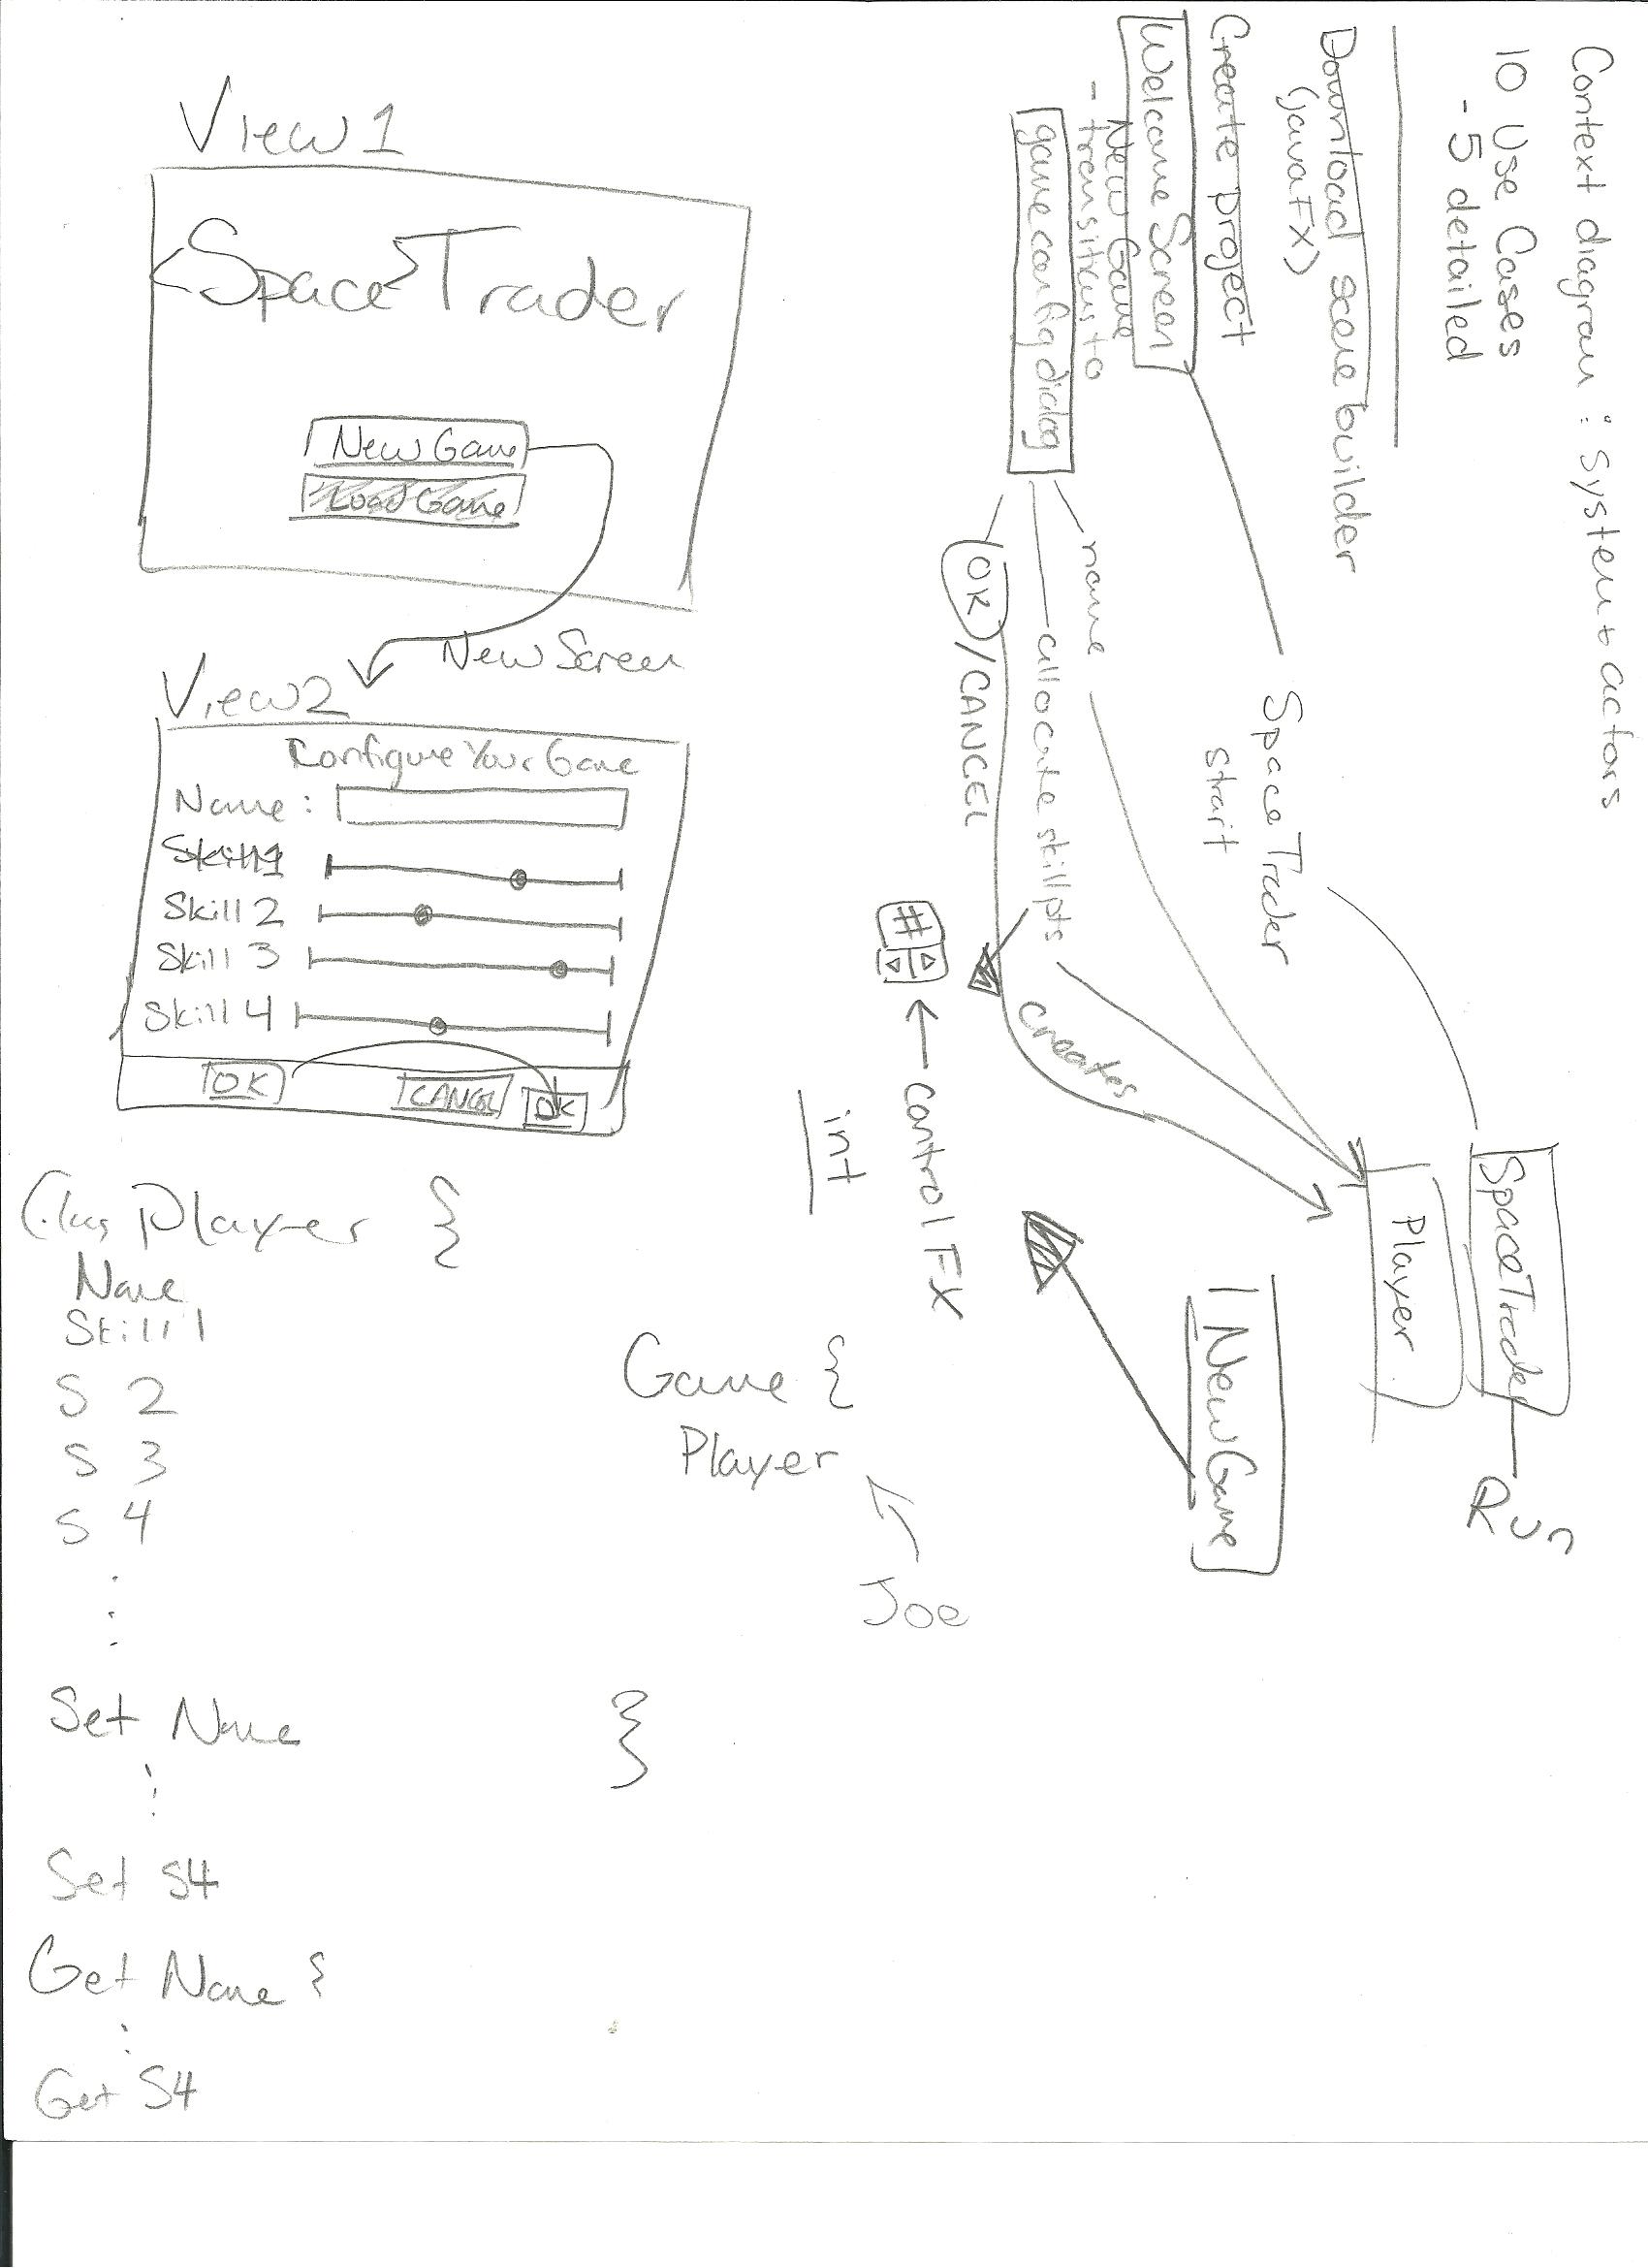 View 1
Space Trader
New Game
Load Game
New Screen
View 2
Configure Your Game
Name :
Skill 1
Skill 2
Skill 3
Skill 4
OK
CANCEL
OK
Class Player {
Name
Skill 1
S 2
S 3
S 4
Set Name
}
Set S4
Get Name {
Get S4
Game {
Player
Joe
Context diagram : System + actors
10 Use Cases
- 5 detailed
Download scene builder
(javaFX)
Create project
Welcome Screen
New Game
- transitions to
game config dialog
name
allocate skill pts
OK / CANCEL
Space Trader
start
creates
#
← control FX
int
SpaceTrader
Run
Player
New Game